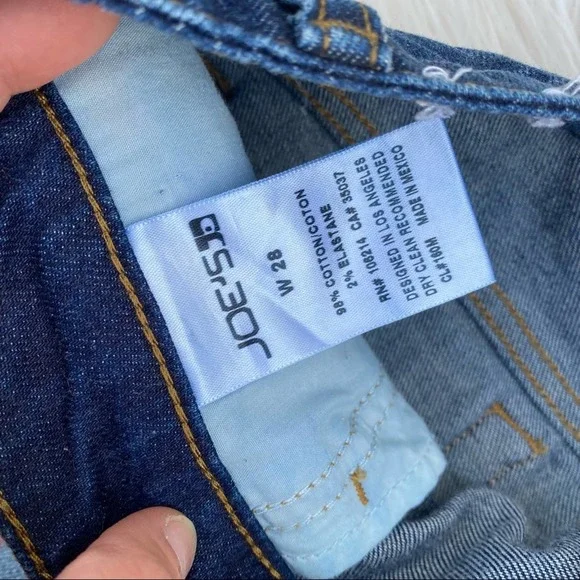 JOE'S
W 28
98% COTTON/COTON
2% ELASTANE
RN# 106214 CA# 35037
DESIGNED IN LOS ANGELES
DRY CLEAN RECOMMENDED
CL#160M MADE IN MEXICO